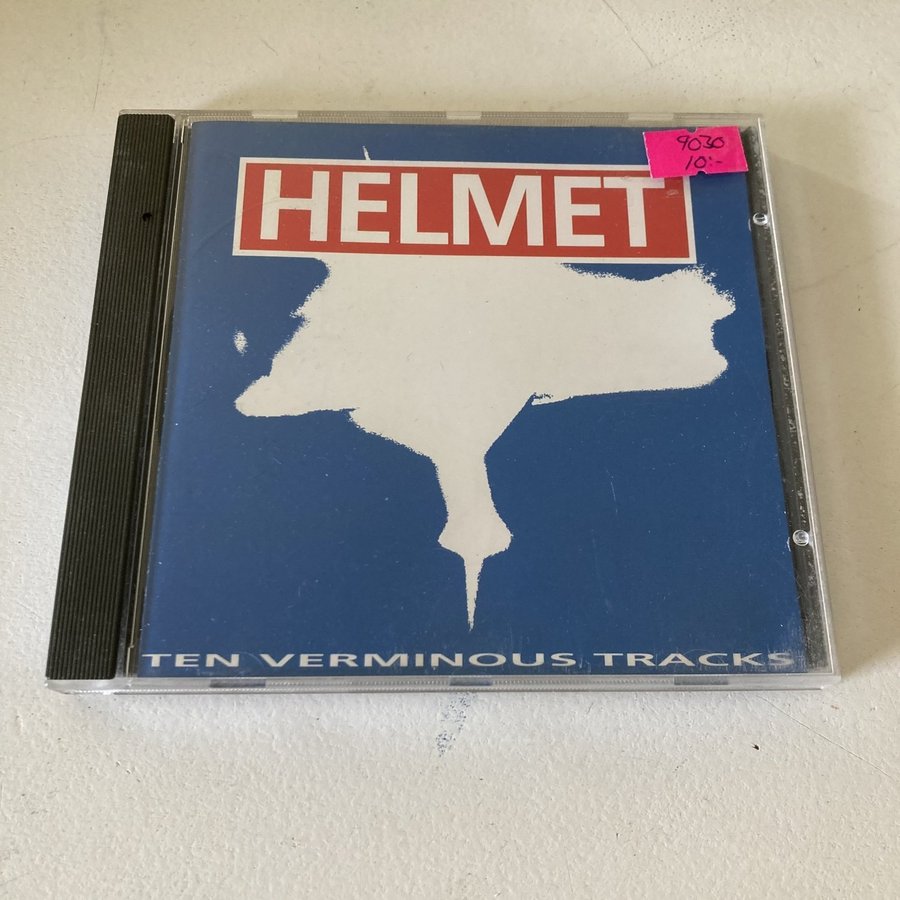 9030
10:-
HELMET
TEN VERMINOUS TRACKS